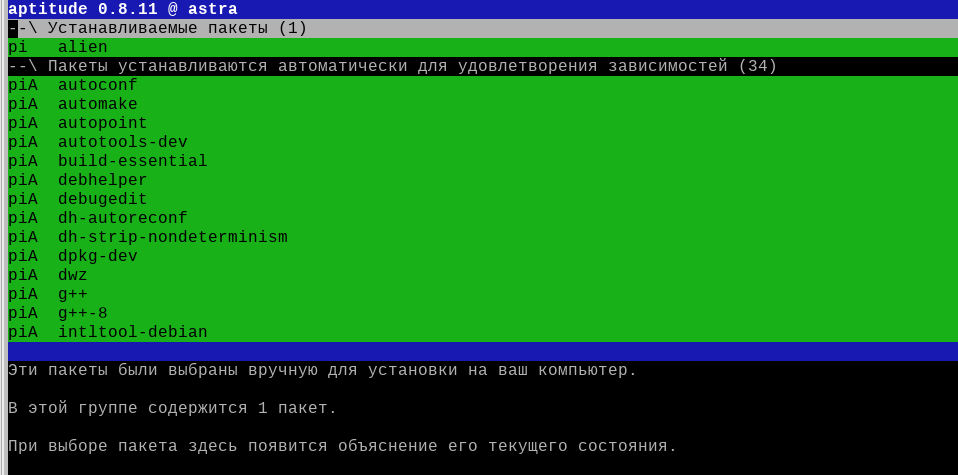 aptitude 0.8.11 @ astra
--\ Устанавливаемые пакеты (1)
pi   alien
--\ Пакеты устанавливаются автоматически для удовлетворения зависимостей (34)
piA  autoconf
piA  automake
piA  autopoint
piA  autotools-dev
piA  build-essential
piA  debhelper
piA  debugedit
piA  dh-autoreconf
piA  dh-strip-nondeterminism
piA  dpkg-dev
piA  dwz
piA  g++
piA  g++-8
piA  intltool-debian
Эти пакеты были выбраны вручную для установки на ваш компьютер.
В этой группе содержится 1 пакет.
При выборе пакета здесь появится объяснение его текущего состояния.